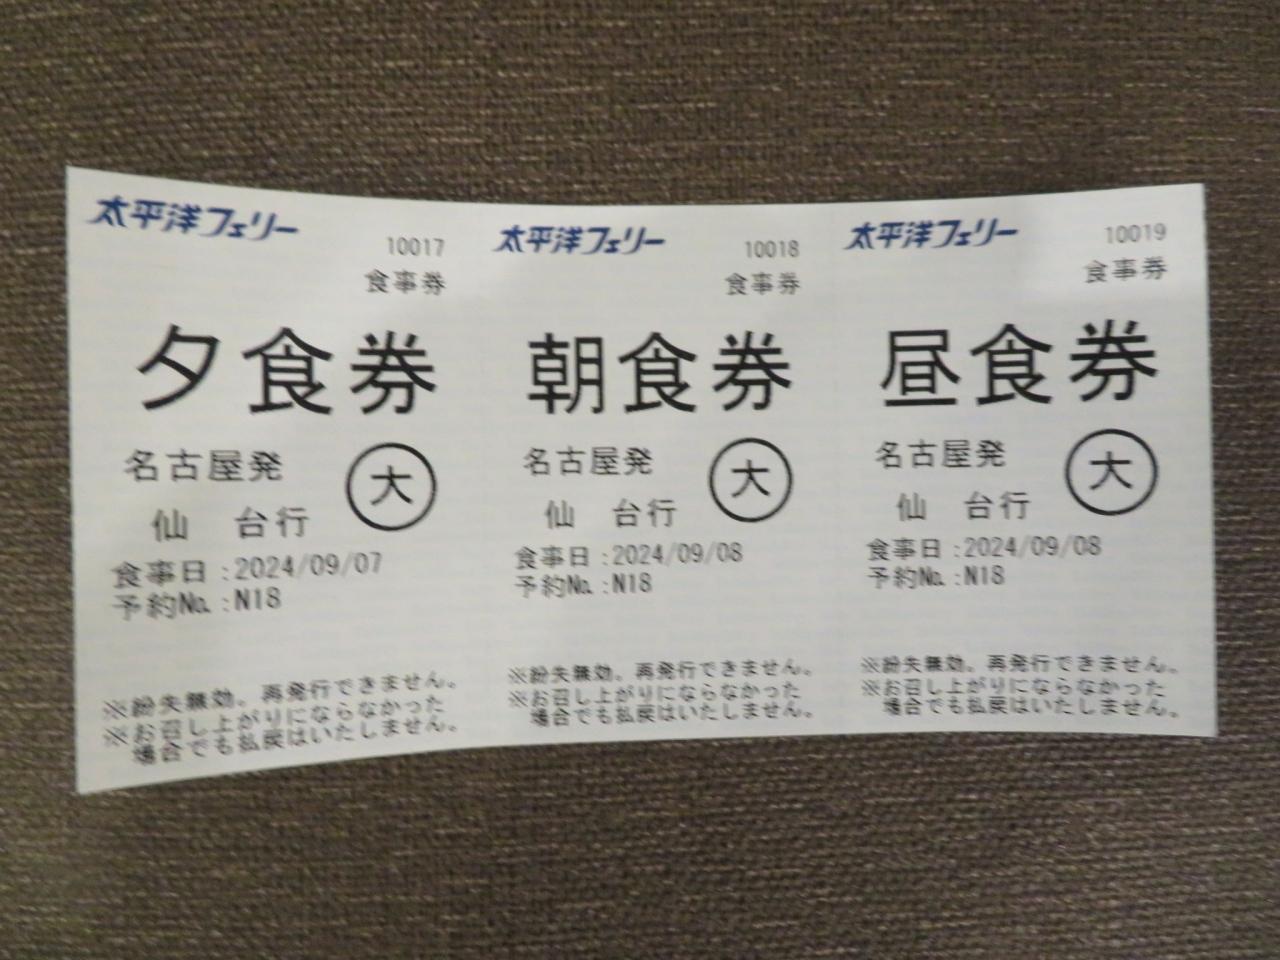 太平洋フェリー
10017
食事券
夕食券
名古屋発
大
仙 台行
食事日:2024/09/07
予約No.:N18
※紛失無効。再発行できません。
※お召し上がりにならなかった
場合でも払戻はいたしません。
太平洋フェリー
10018
食事券
朝食券
名古屋発
大
仙 台行
食事日:2024/09/08
予約No.:N18
※紛失無効。再発行できません。
※お召し上がりにならなかった
場合でも払戻はいたしません。
太平洋フェリー
10019
食事券
昼食券
名古屋発
大
仙 台行
食事日:2024/09/08
予約No.:N18
※紛失無効。再発行できません。
※お召し上がりにならなかった
場合でも払戻はいたしません。